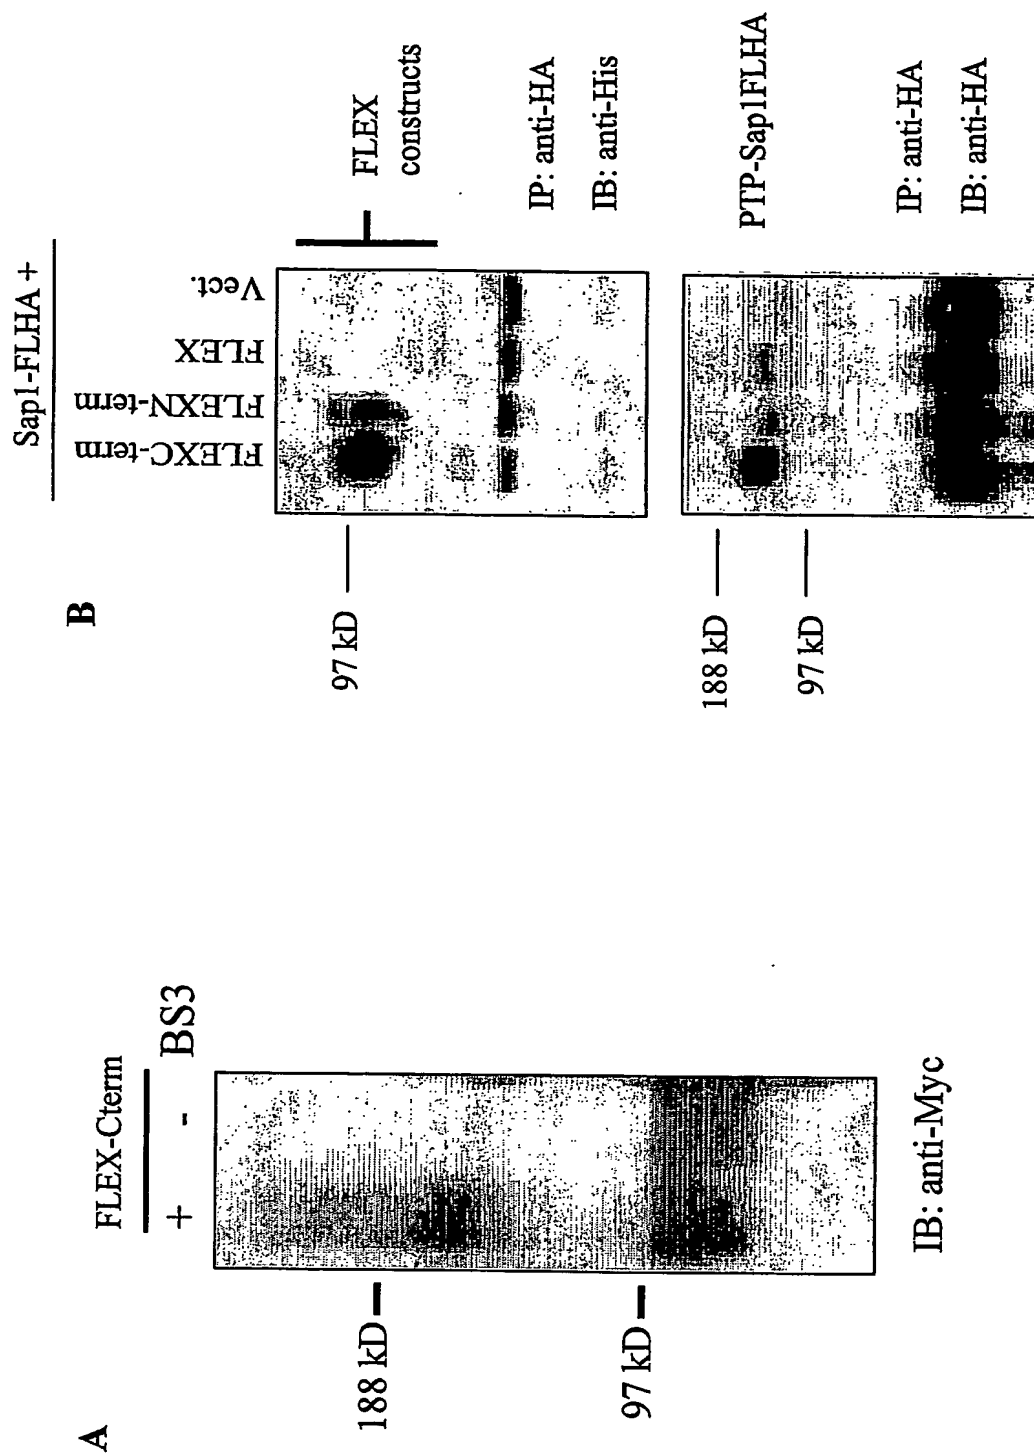 A
FLEX-Cterm
+ - BS3
188 kD
97 kD
IB: anti-Myc
B
Sap1-FLHA +
FLEXC-term
FLEXN-term
FLEX
Vect.
97 kD
FLEX
constructs
IP: anti-HA
IB: anti-His
188 kD
97 kD
PTP-Sap1FLHA
IP: anti-HA
IB: anti-HA